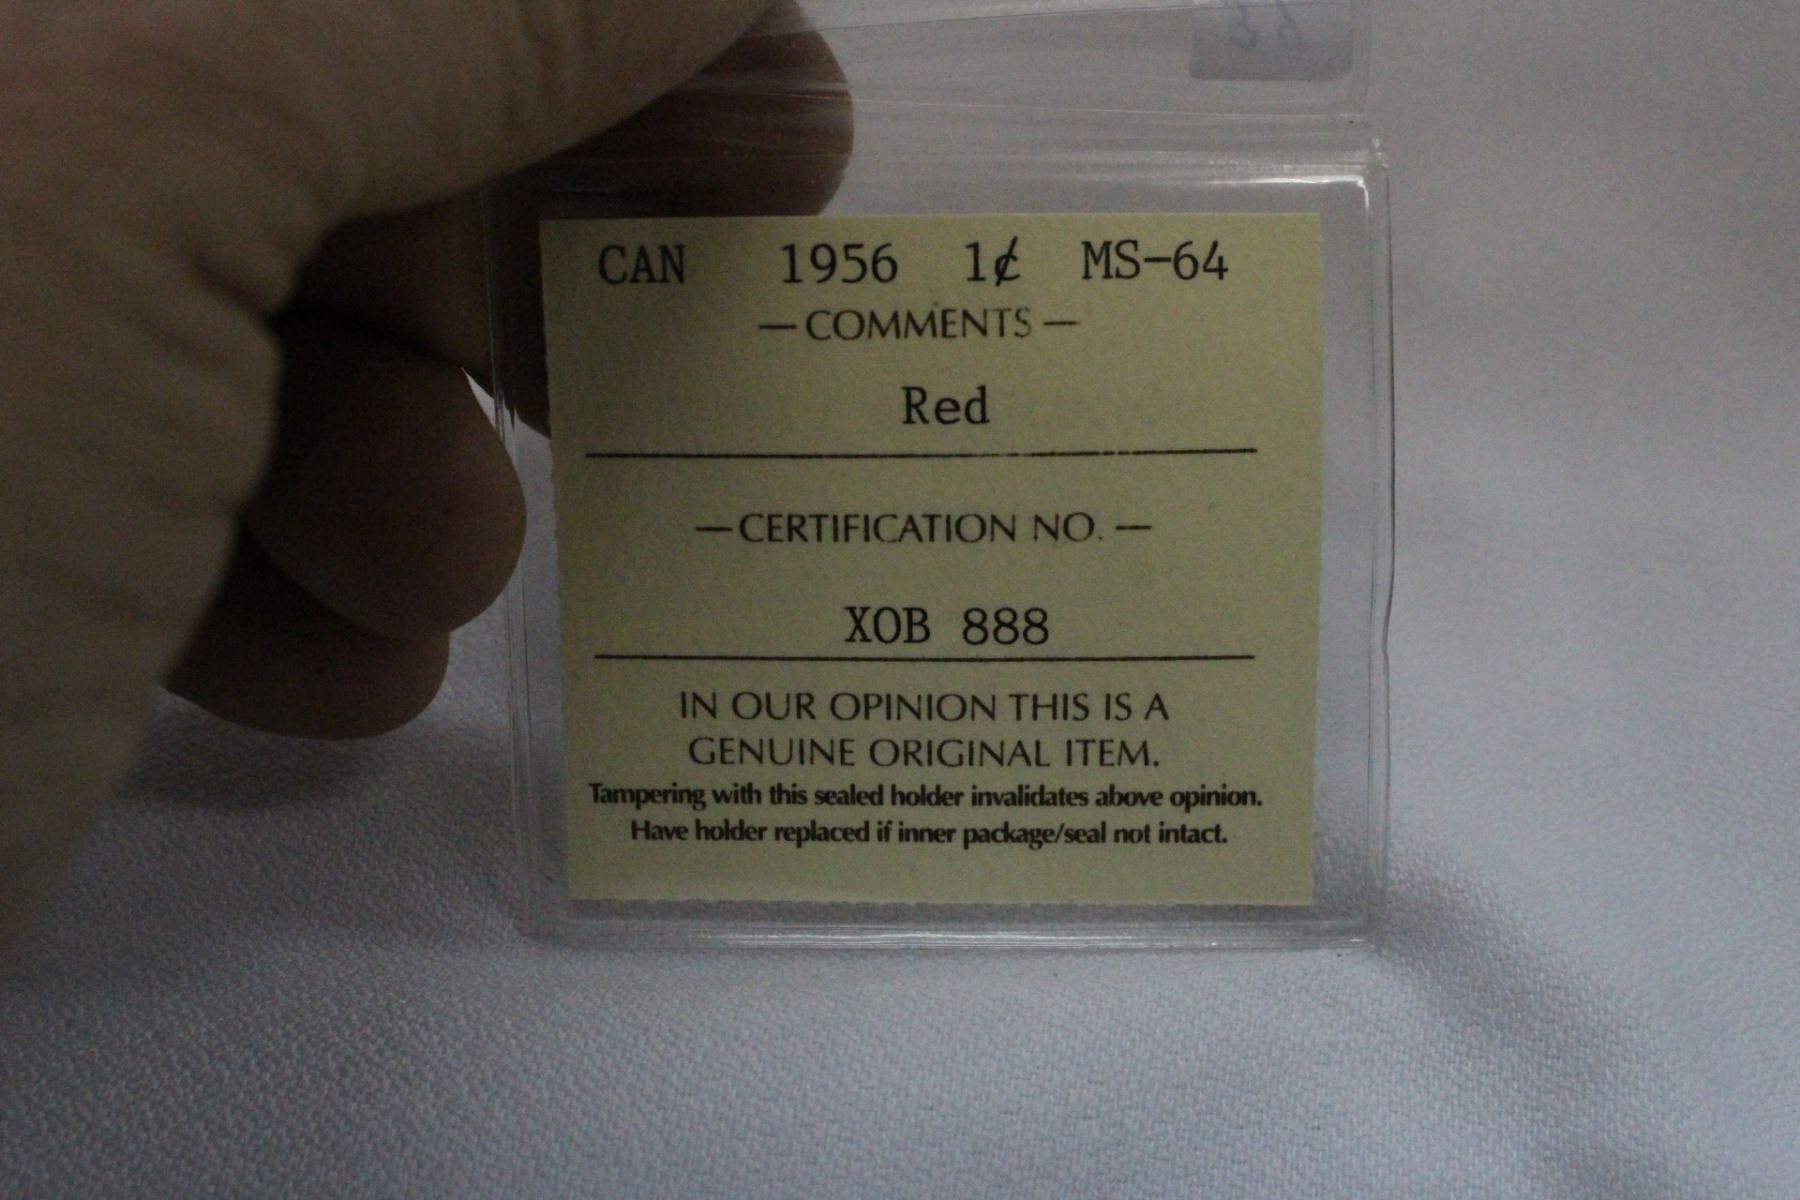 CAN 1956 1¢ MS-64
— COMMENTS —
Red
— CERTIFICATION NO. —
XOB 888
IN OUR OPINION THIS IS A
GENUINE ORIGINAL ITEM.
Tampering with this sealed holder invalidates above opinion.
Have holder replaced if inner package/seal not intact.